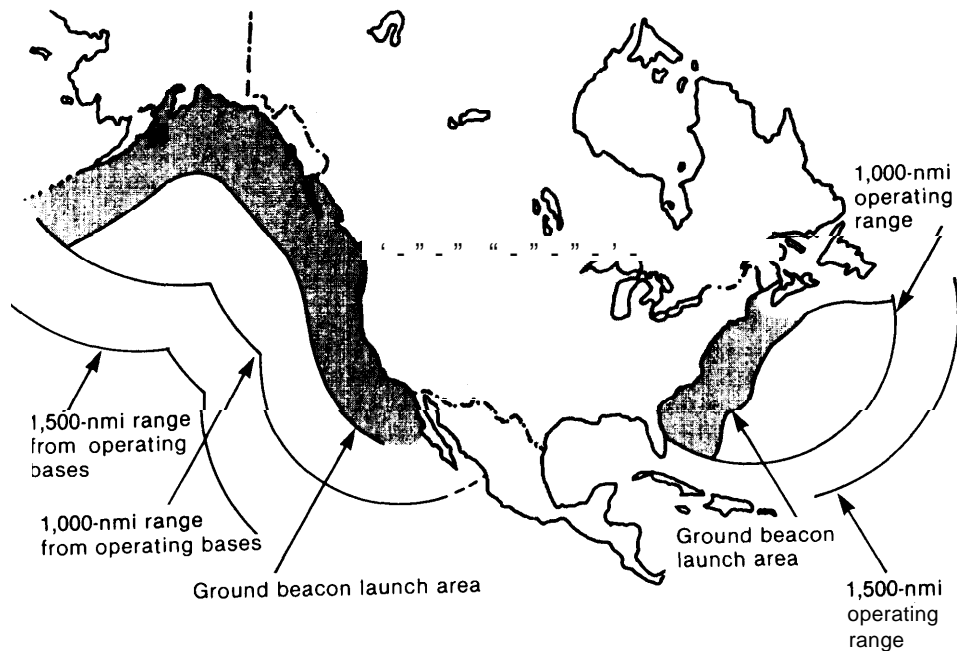 1,000-nmi
operating
range
1,500-nmi range
from operating
bases
1,000-nmi range
from operating bases
Ground beacon launch area
Ground beacon
launch area
1,500-nmi
operating
range